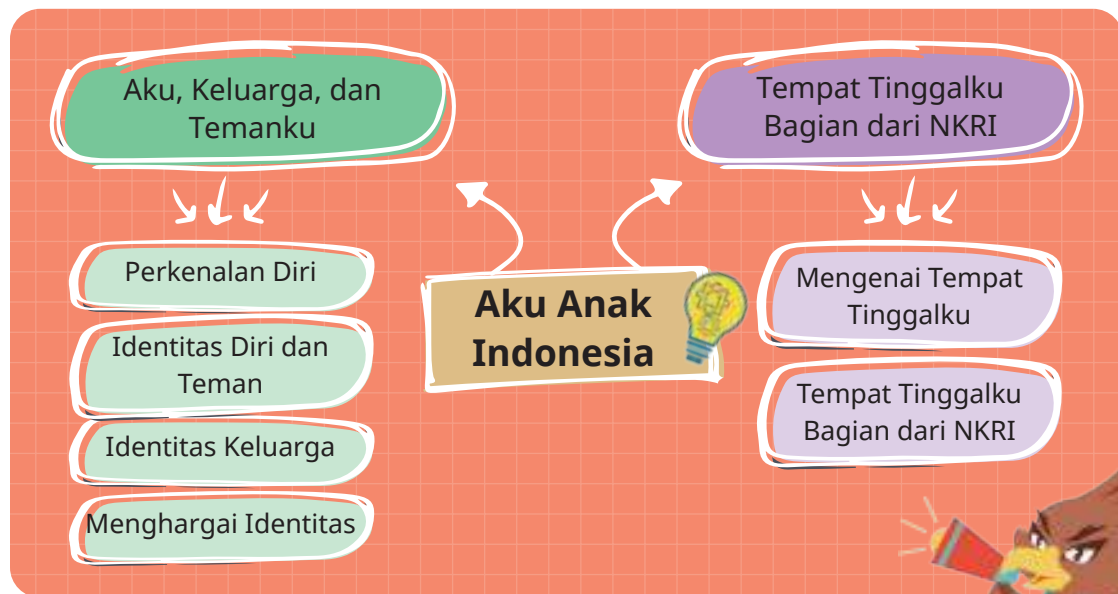 Aku, Keluarga, dan
Temanku
Perkenalan Diri
Identitas Diri dan
Teman
Identitas Keluarga
Menghargai Identitas
Aku Anak
Indonesia
Tempat Tinggalku
Bagian dari NKRI
Mengenai Tempat
Tinggalku
Tempat Tinggalku
Bagian dari NKRI